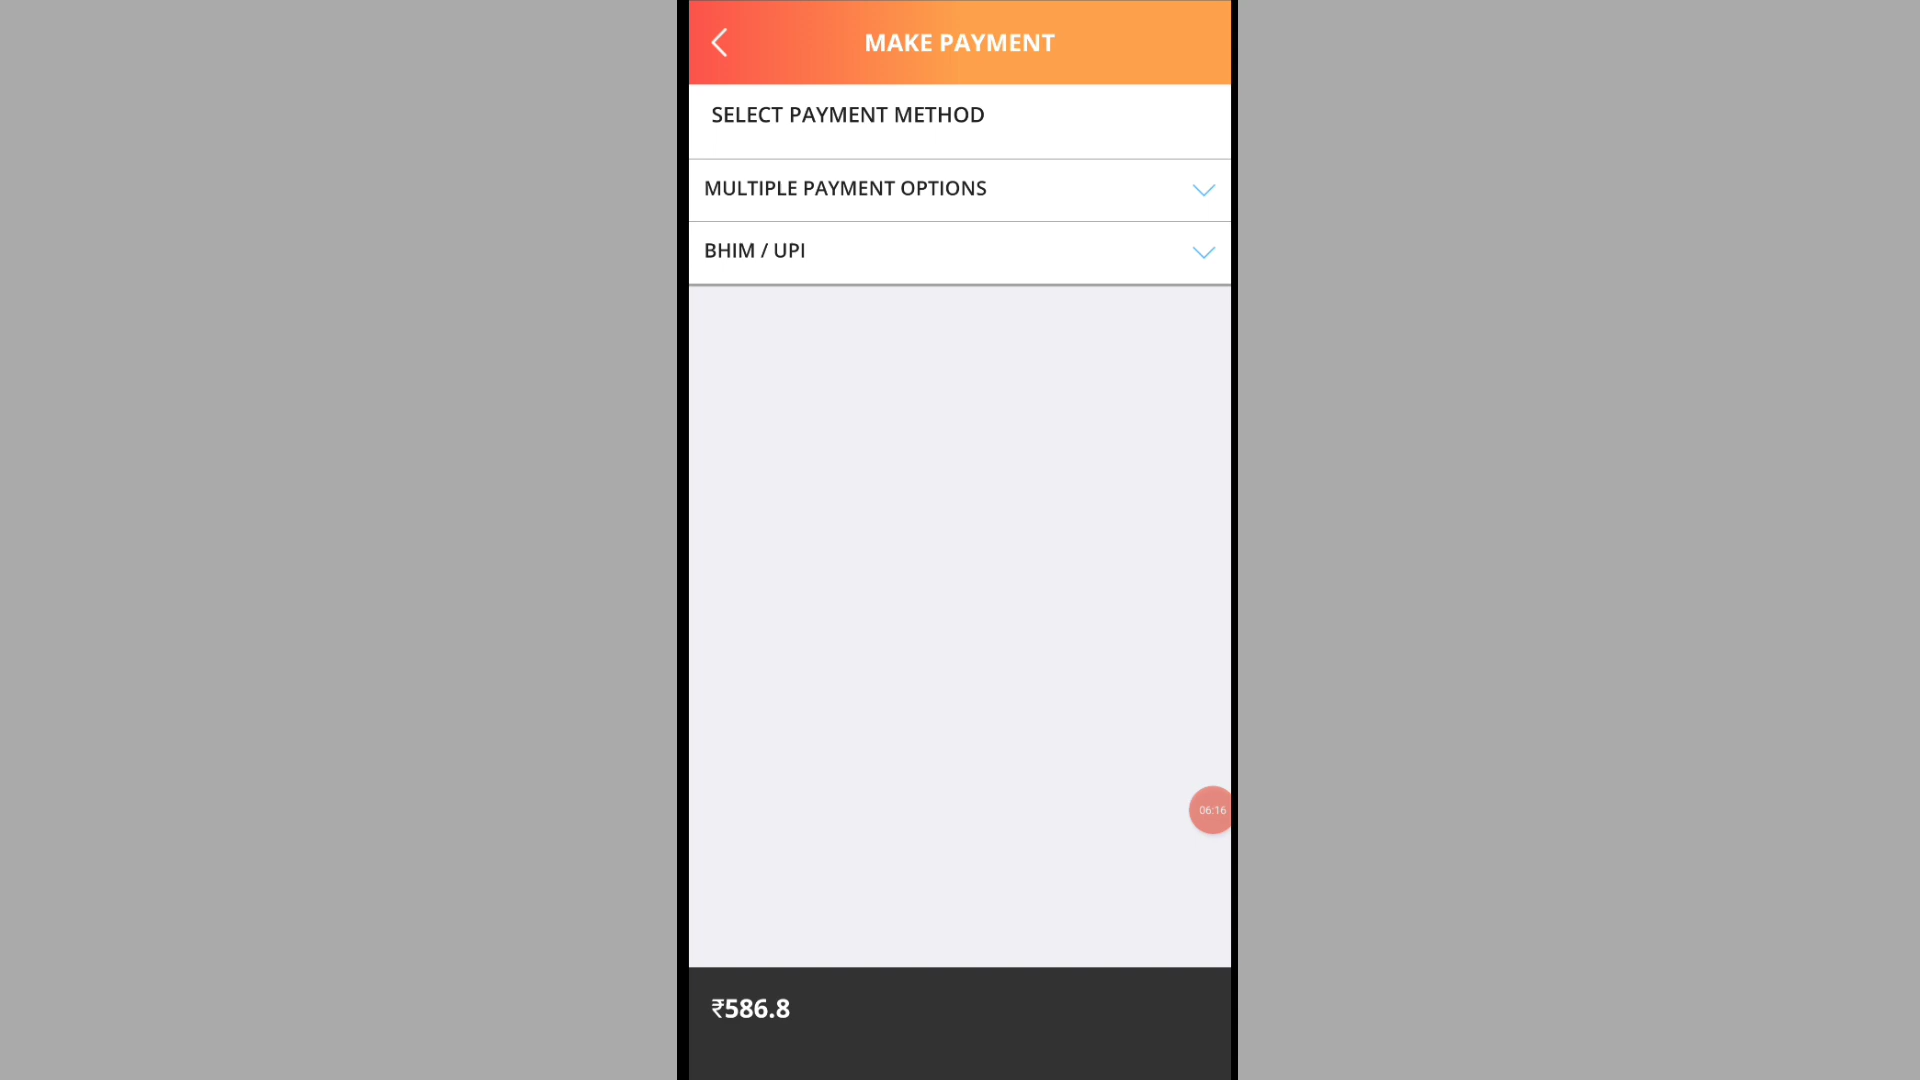 MAKE PAYMENT
SELECT PAYMENT METHOD
MULTIPLE PAYMENT OPTIONS
BHIM / UPI
06:16
₹586.8